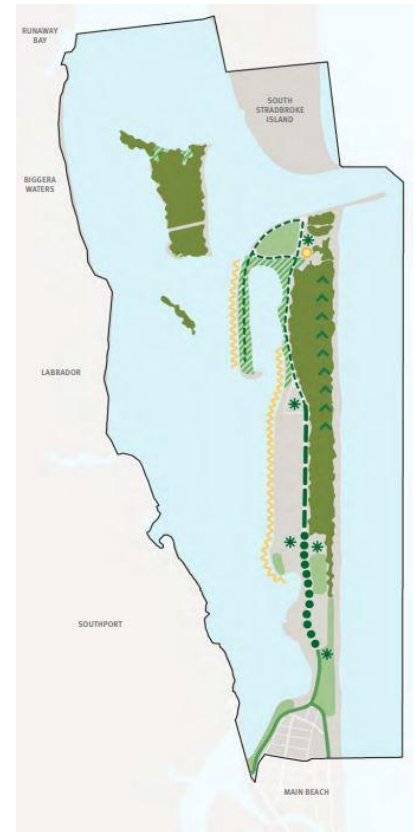 RUNAWAY
BAY
SOUTH
STRADBROKE
ISLAND
BIGGERA
WATERS
LABRADOR
SOUTHPORT
MAIN BEACH